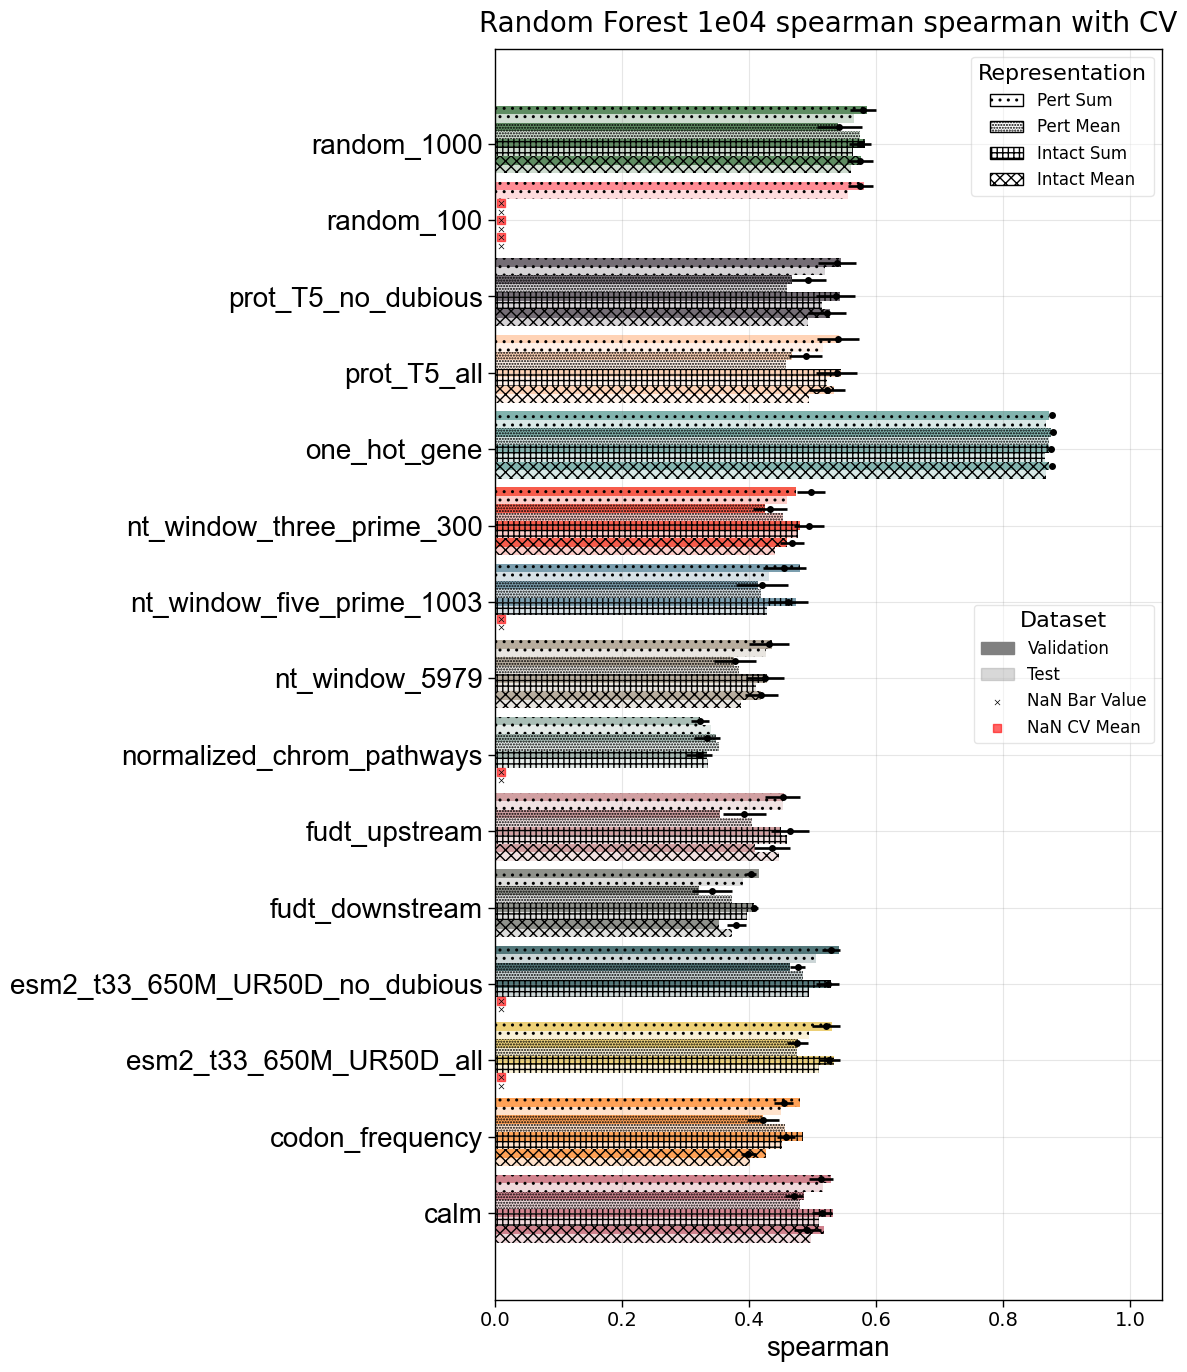 Random Forest 1e04 spearman spearman with CV
Representation
Pert Sum
Pert Mean
Intact Sum
Intact Mean
random_1000
random_100
prot_T5_no_dubious
prot_T5_all
one_hot_gene
nt_window_three_prime_300
nt_window_five_prime_1003
nt_window_5979
normalized_chrom_pathways
fudt_upstream
fudt_downstream
esm2_t33_650M_UR50D_no_dubious
esm2_t33_650M_UR50D_all
codon_frequency
calm
Dataset
Validation
Test
NaN Bar Value
NaN CV Mean
0.0 0.2 0.4 0.6 0.8 1.0
spearman